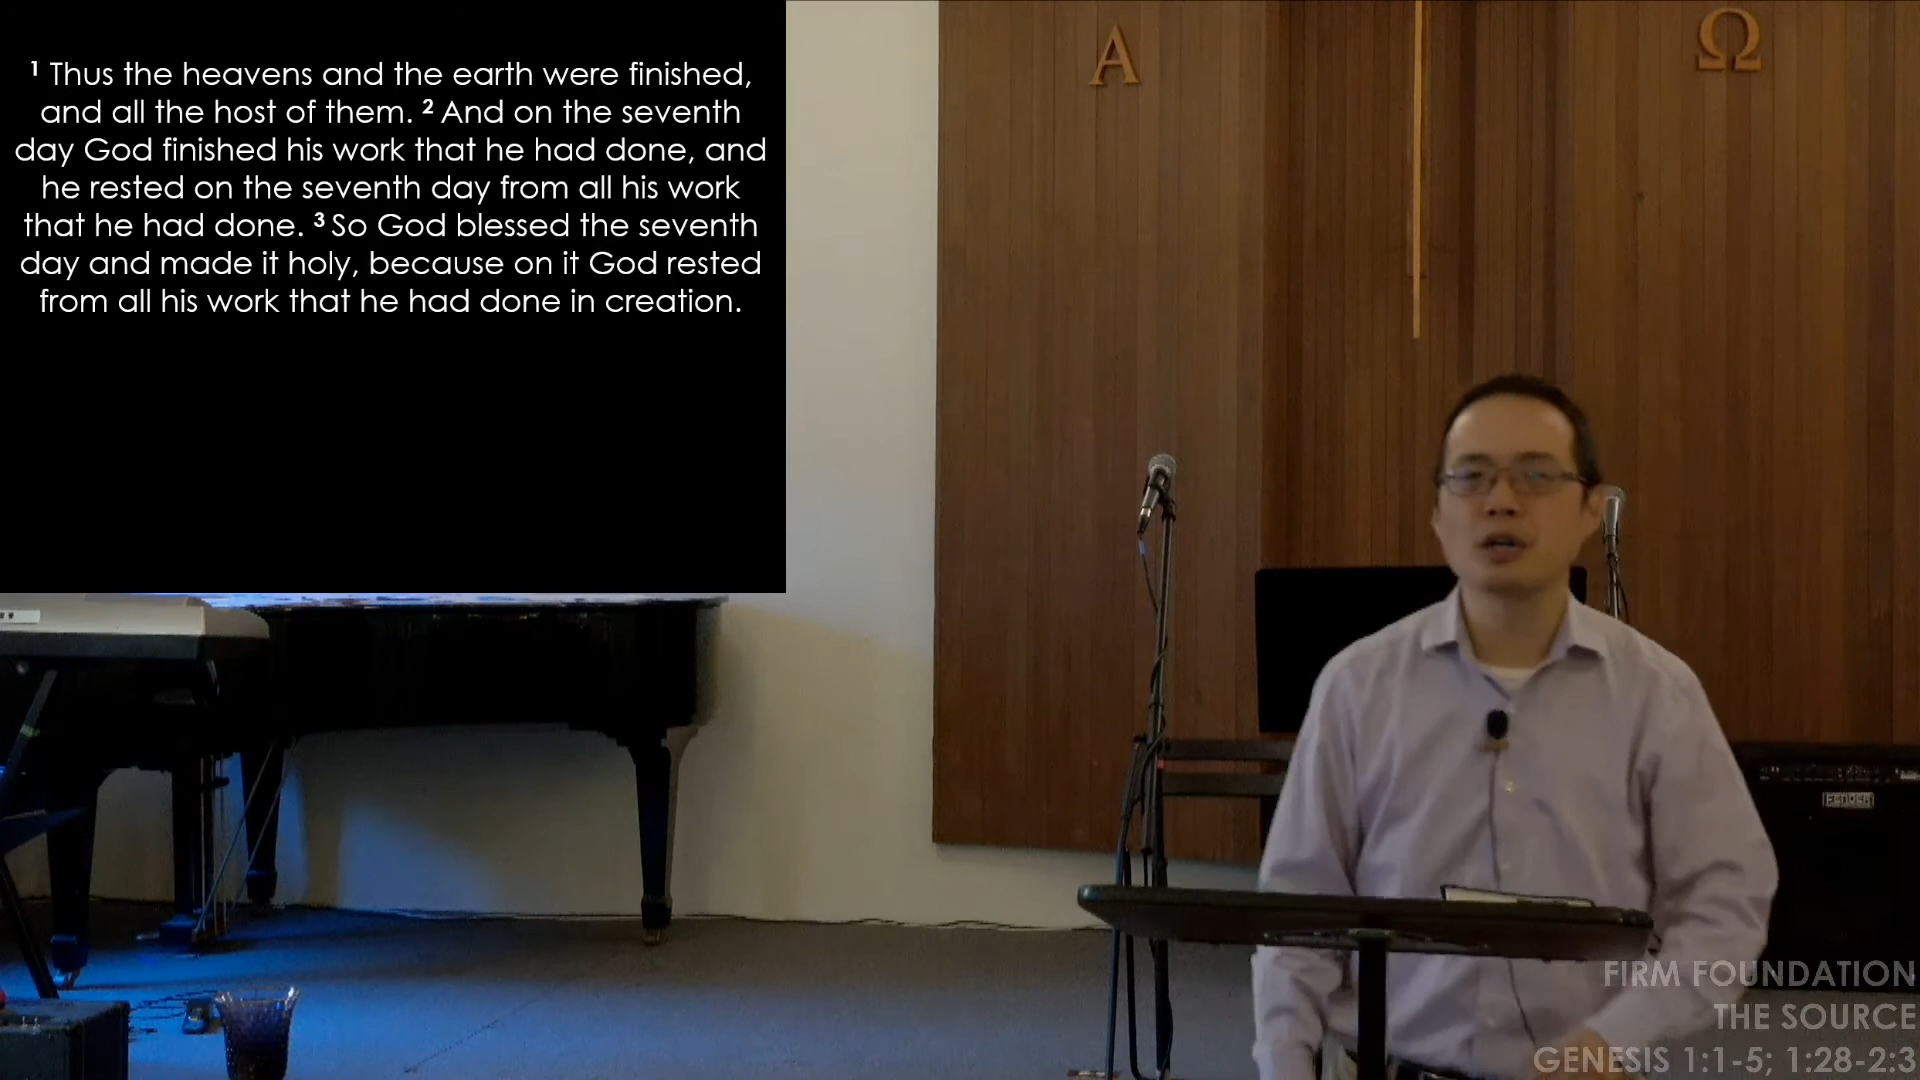 ¹ Thus the heavens and the earth were finished,
and all the host of them. ² And on the seventh
day God finished his work that he had done, and
he rested on the seventh day from all his work
that he had done. ³ So God blessed the seventh
day and made it holy, because on it God rested
from all his work that he had done in creation.
Α
Ω
FENDER
FIRM FOUNDATION
THE SOURCE
GENESIS 1:1-5; 1:28-2:3